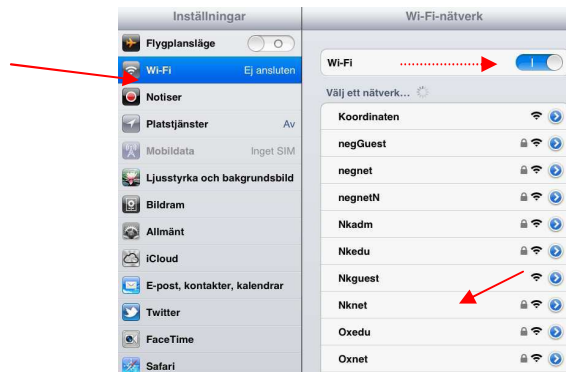 Inställningar
Flygplansläge
Wi-Fi Ej ansluten
Notiser
Platstjänster Av
Mobildata Inget SIM
Ljusstyrka och bakgrundsbild
Bildram
Allmänt
iCloud
E-post, kontakter, kalendrar
Twitter
FaceTime
Safari
Wi-Fi-nätverk
Wi-Fi
Välj ett nätverk...
Koordinaten
negGuest
negnet
negnetN
Nkadm
Nkedu
Nkguest
Nknet
Oxedu
Oxnet